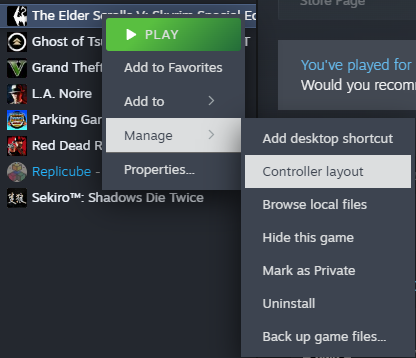 The Elder Scrolls V: Skyrim Special Ed
Store Page
PLAY
Ghost of Ts
T
You've played for
Add to Favorites
Grand Theft
Would you recom
L.A. Noire
Add to
Parking Gar
Manage
Red Dead R
Add desktop shortcut
Replicube -
Properties...
Controller layout
Sekiro™: Shadows Die Twice
Browse local files
Hide this game
Mark as Private
Uninstall
Back up game files...